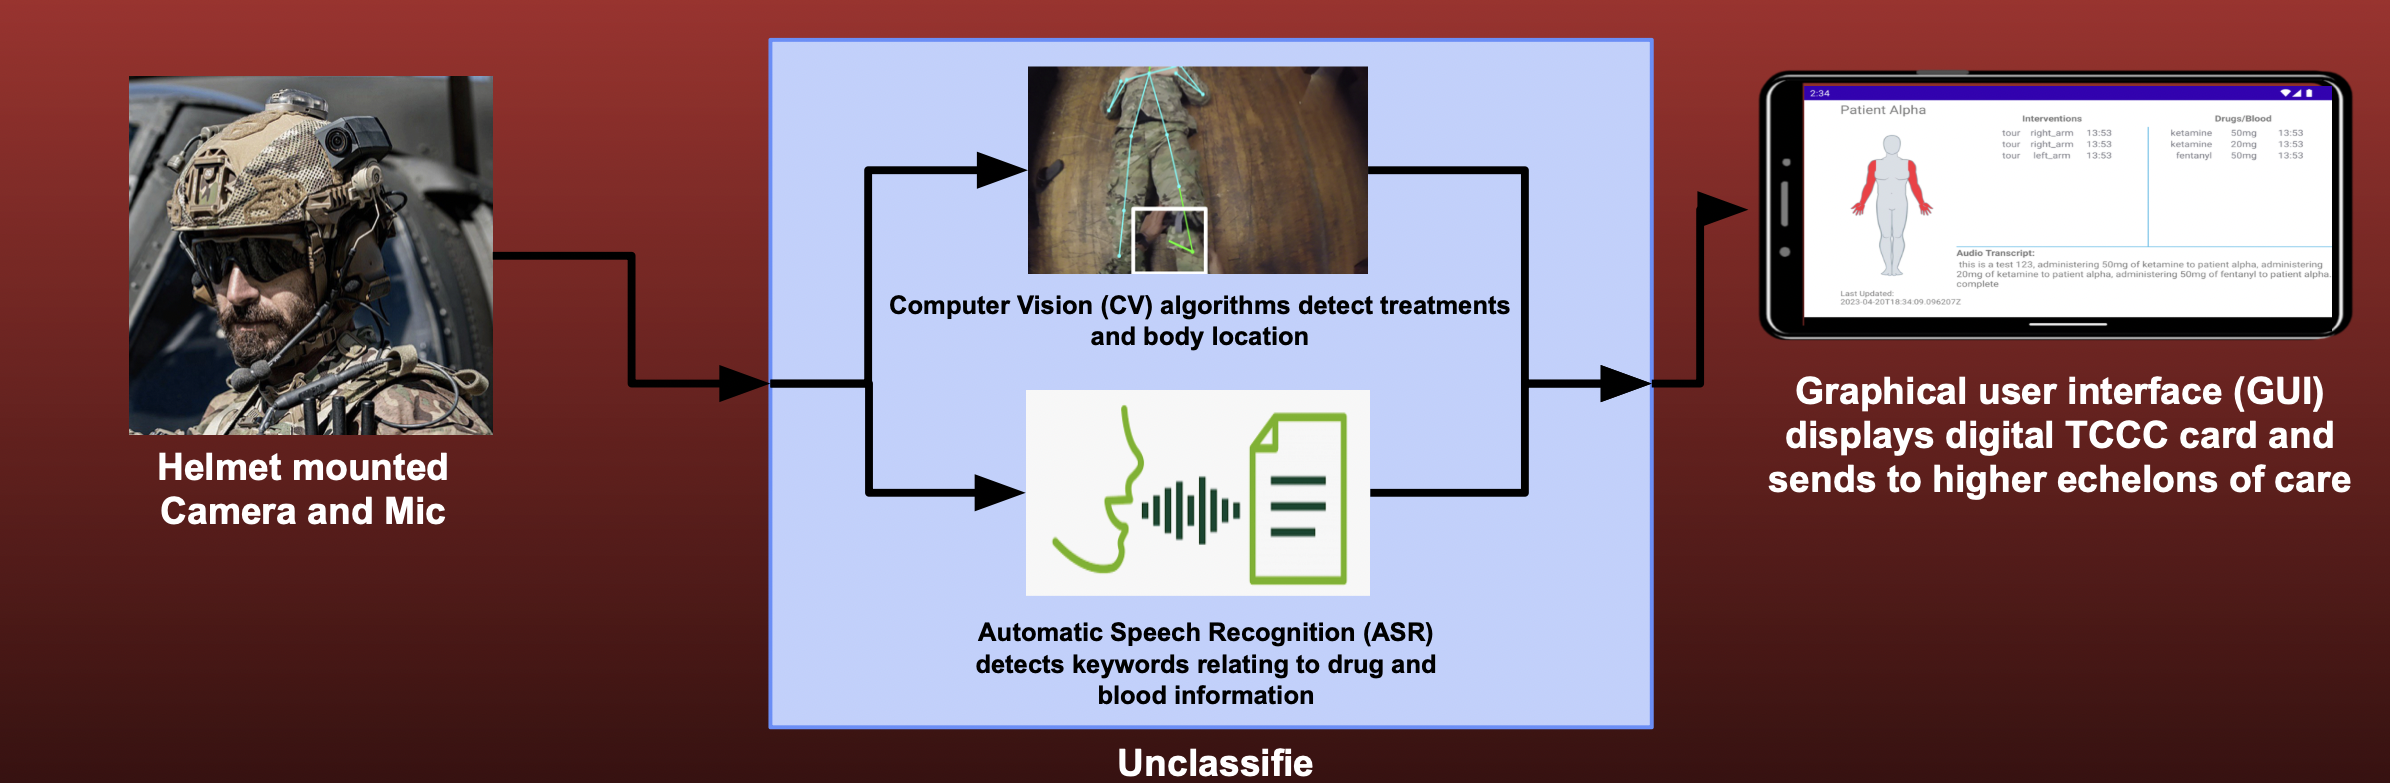 Helmet mounted
Camera and Mic
Computer Vision (CV) algorithms detect treatments
and body location
Automatic Speech Recognition (ASR)
detects keywords relating to drug and
blood information
Unclassifie
2:34
Patient Alpha
Interventions
tour right_arm 13:53
tour right_arm 13:53
tour left_arm 13:53
Drugs/Blood
ketamine 50mg 13:53
ketamine 20mg 13:53
fentanyl 50mg 13:53
Audio Transcript:
this is a test 123, administering 50mg of ketamine to patient alpha, administering
20mg of ketamine to patient alpha, administering 50mg of fentanyl to patient alpha,
complete
Last Updated:
2023-04-20T18:34:09.096207Z
Graphical user interface (GUI)
displays digital TCCC card and
sends to higher echelons of care